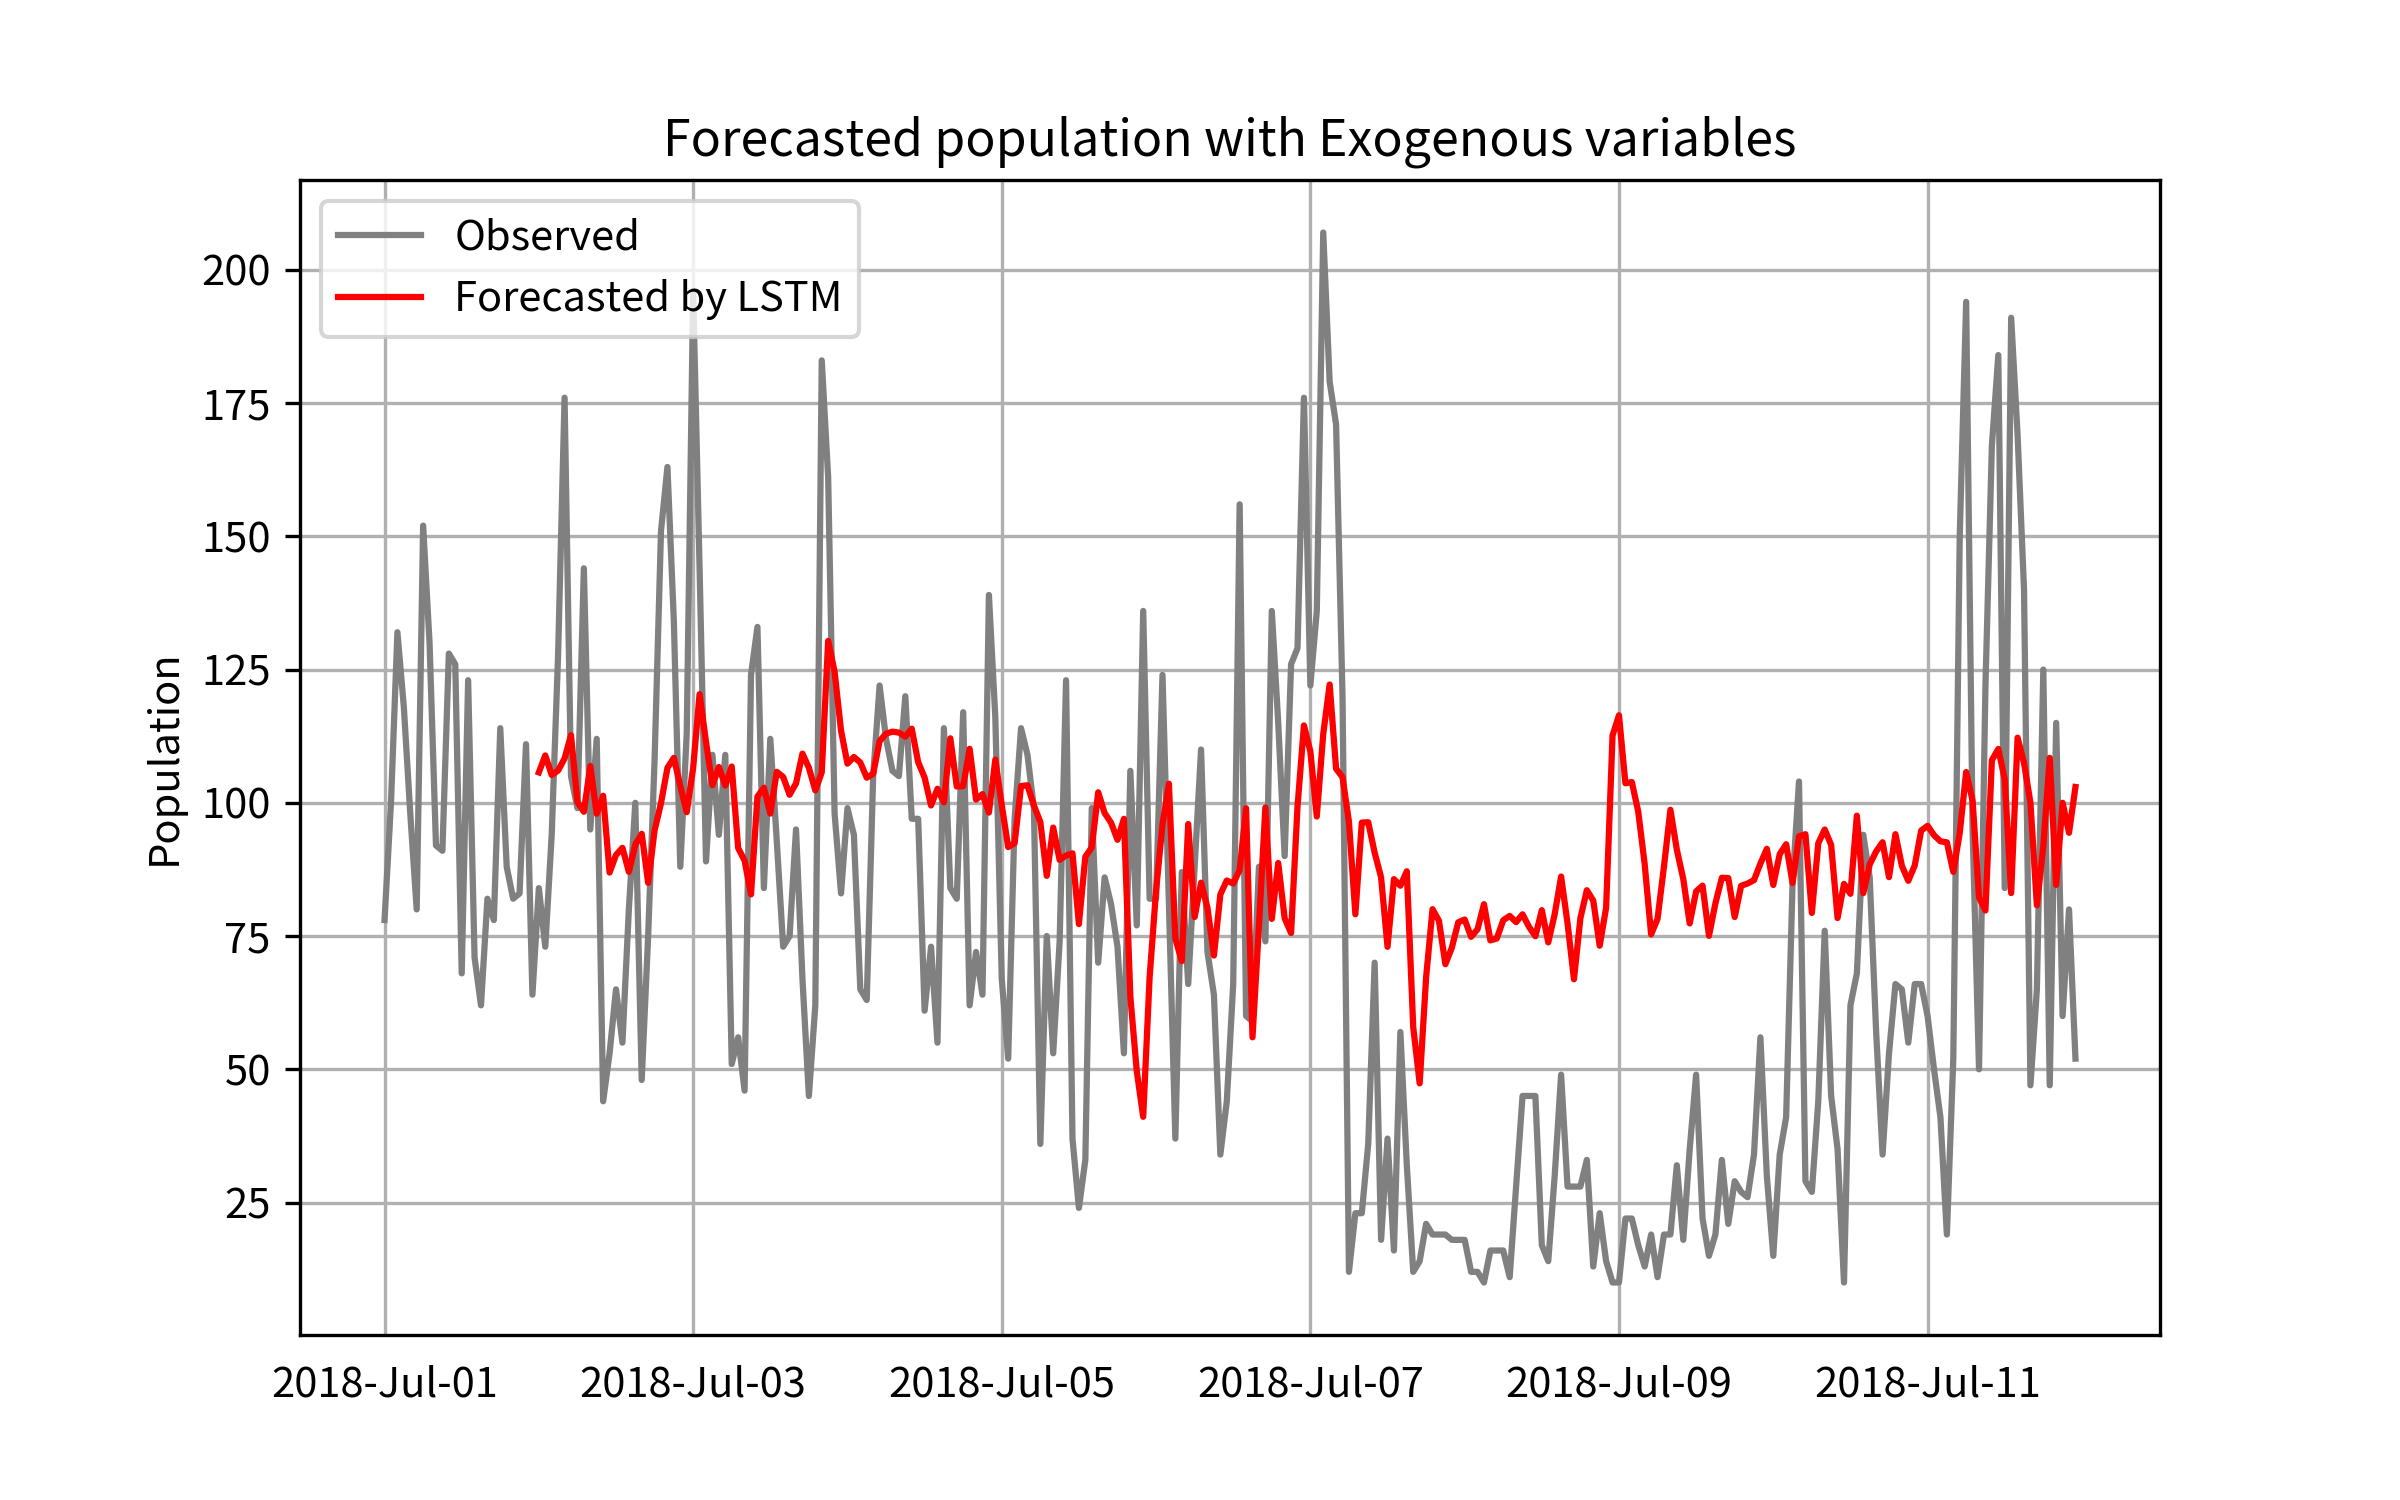 Forecasted population with Exogenous variables
Observed
Forecasted by LSTM
Population
200
175
150
125
100
75
50
25
2018-Jul-01 2018-Jul-03 2018-Jul-05 2018-Jul-07 2018-Jul-09 2018-Jul-11